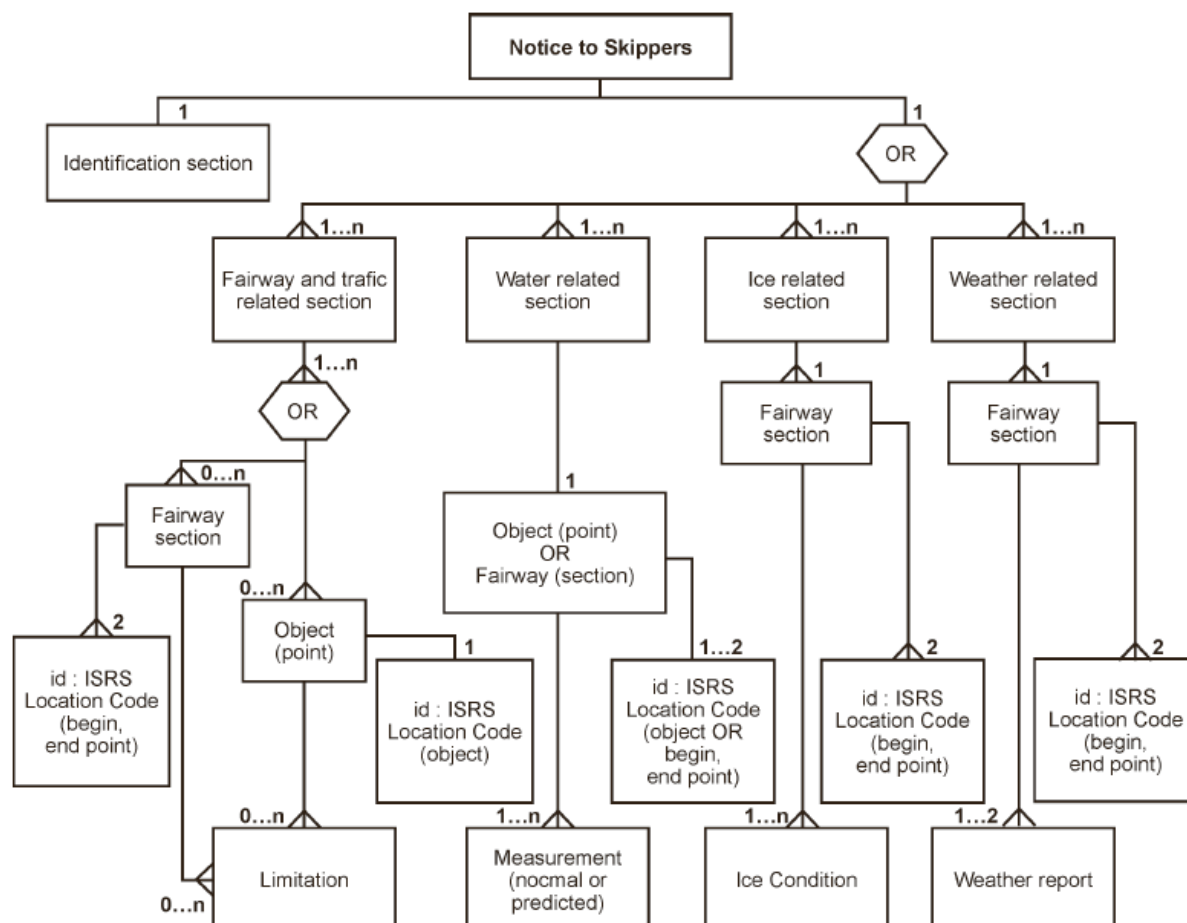 Notice to Skippers
1
1
Identification section
OR
1...n
1...n
1...n
1...n
Fairway and trafic
related section
Water related
section
Ice related
section
Weather related
section
1...n
1
1
OR
Fairway
section
Fairway
section
0...n
Fairway
section
1
Object (point)
OR
Fairway (section)
0...n
Object
(point)
2
1
1...2
2
2
id : ISRS
Location Code
(begin,
end point)
id : ISRS
Location Code
(object)
id : ISRS
Location Code
(object OR
begin,
end point)
id : ISRS
Location Code
(begin,
end point)
id : ISRS
Location Code
(begin,
end point)
0...n
1...n
1...n
1...2
0...n
Limitation
Measurement
(nocmal or
predicted)
Ice Condition
Weather report